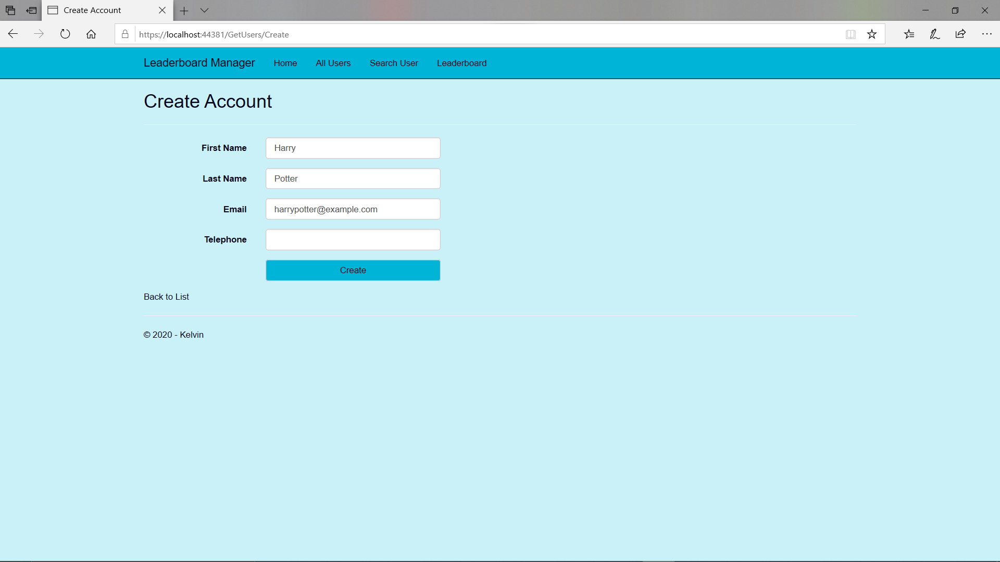 Create Account
https://localhost:44381/GetUsers/Create
Leaderboard Manager Home All Users Search User Leaderboard
Create Account
First Name Harry
Last Name Potter
Email harrypotter@example.com
Telephone
Create
Back to List
© 2020 - Kelvin